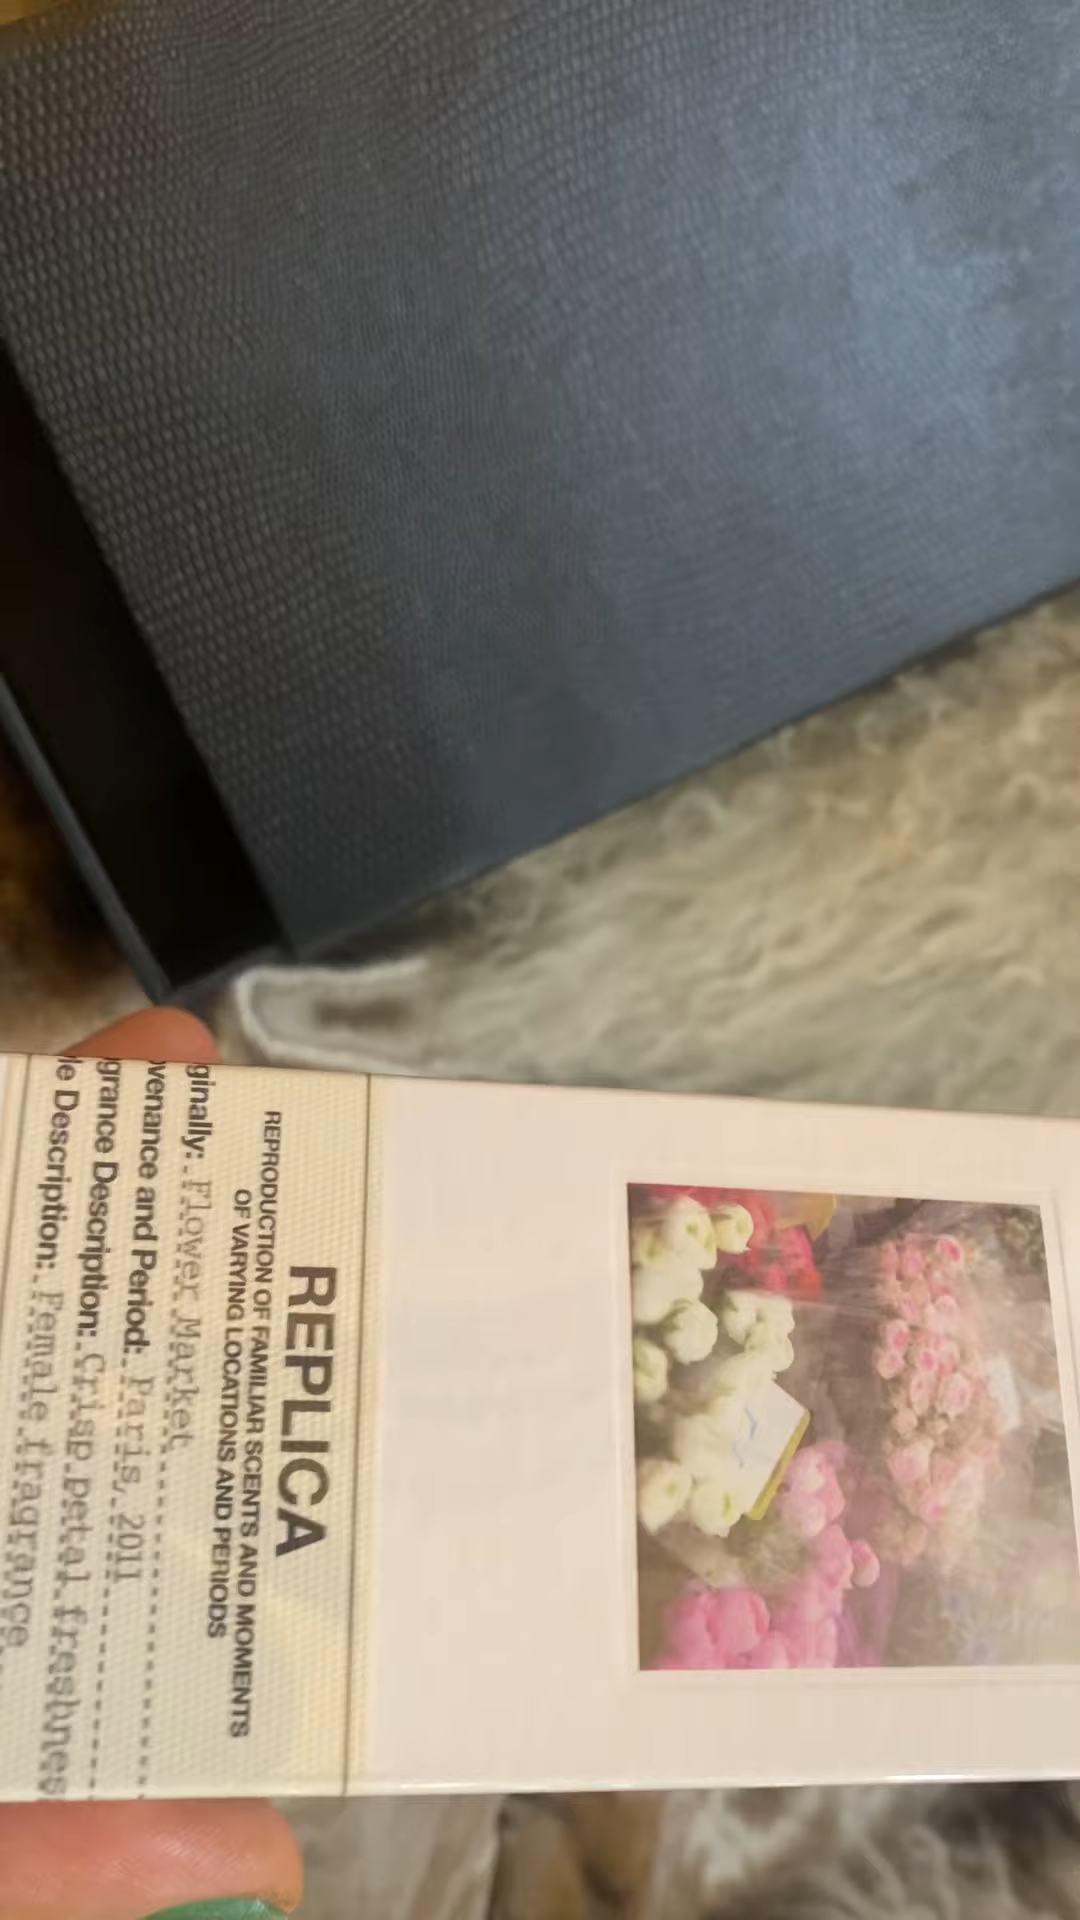 REPLICA
REPRODUCTION OF FAMILIAR SCENTS AND MOMENTS
OF VARYING LOCATIONS AND PERIODS
ginally: Flower Market
venance and Period: Paris, 2011
grance Description: Crisp petal freshnes
le Description: Female fragrance